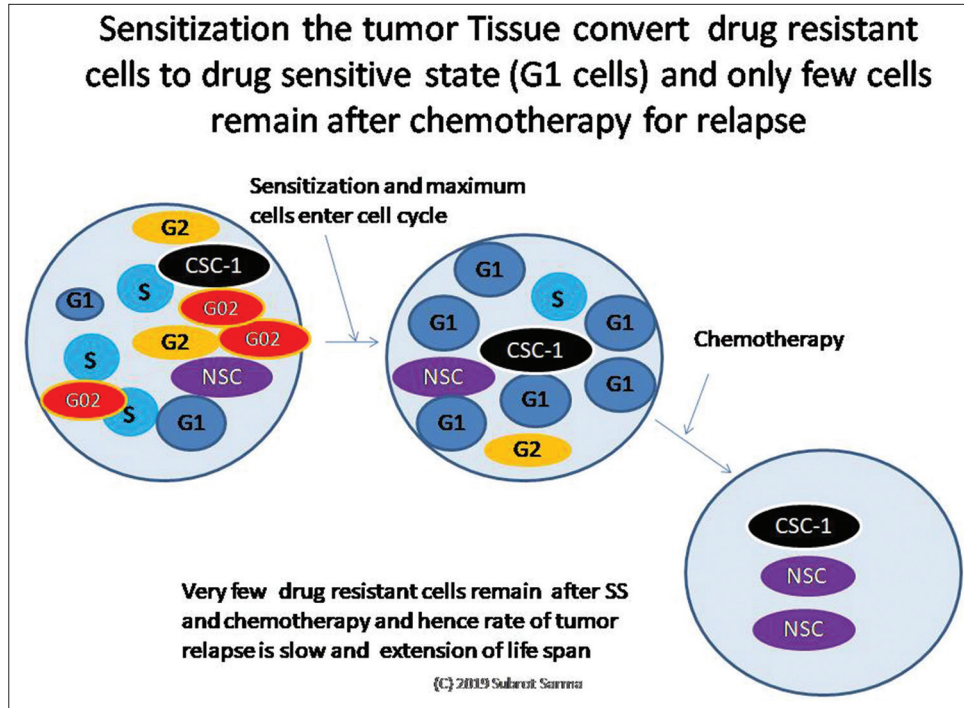 Sensitization the tumor Tissue convert drug resistant
cells to drug sensitive state (G1 cells) and only few cells
remain after chemotherapy for relapse
Sensitization and maximum
cells enter cell cycle
G2
CSC-1
S
G1
G02
G2
G02
S
NSC
G02
S
G1
G1
S
G1
G1
CSC-1
NSC
G1
G1
G1
G2
Chemotherapy
CSC-1
NSC
NSC
Very few drug resistant cells remain after SS
and chemotherapy and hence rate of tumor
relapse is slow and extension of life span
(C) 2019 Subrat Sarma